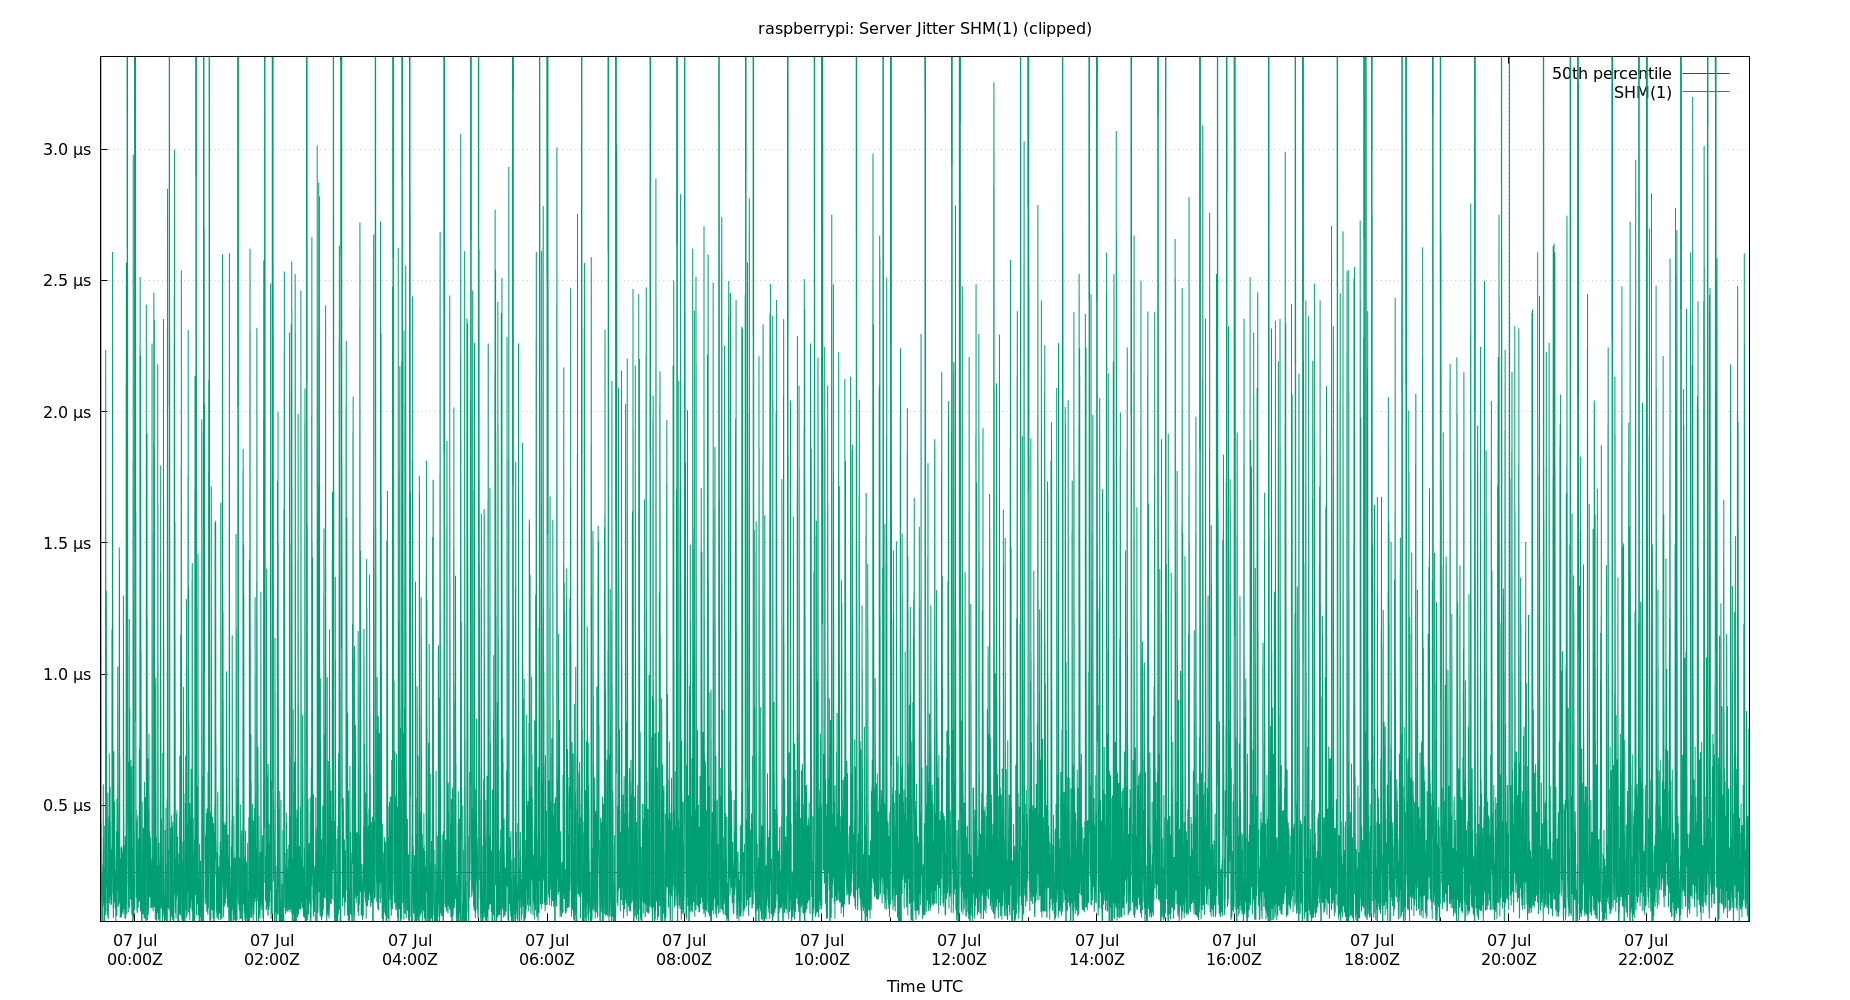 raspberrypi: Server Jitter SHM(1) (clipped)
50th percentile
SHM(1)
3.0 µs
2.5 µs
2.0 µs
1.5 µs
1.0 µs
0.5 µs
07 Jul 07 Jul 07 Jul 07 Jul 07 Jul 07 Jul 07 Jul 07 Jul 07 Jul 07 Jul 07 Jul 07 Jul
00:00Z 02:00Z 04:00Z 06:00Z 08:00Z 10:00Z 12:00Z 14:00Z 16:00Z 18:00Z 20:00Z 22:00Z
Time UTC